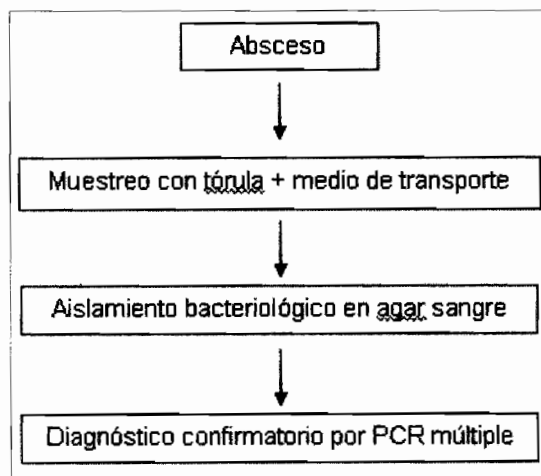 Absceso
Muestreo con tórula + medio de transporte
Aislamiento bacteriológico en agar sangre
Diagnóstico confirmatorio por PCR múltiple